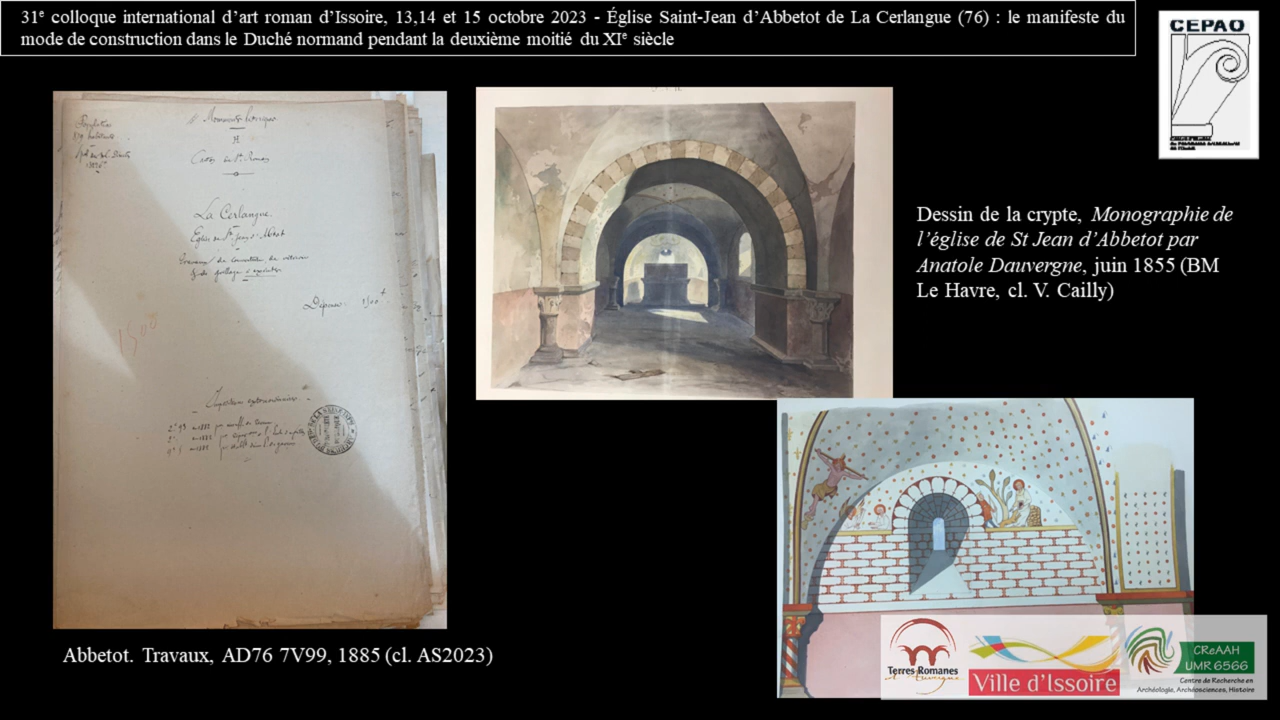 31e colloque international d’art roman d’Issoire, 13,14 et 15 octobre 2023 - Église Saint-Jean d’Abbetot de La Cerlangue (76) : le manifeste du
mode de construction dans le Duché normand pendant la deuxième moitié du XIe siècle
CEPAO
La Cerlangue
Dépense : 1500
1500
Dessin de la crypte, Monographie de
l’église de St Jean d’Abbetot par
Anatole Dauvergne, juin 1855 (BM
Le Havre, cl. V. Cailly)
Abbetot. Travaux, AD76 7V99, 1885 (cl. AS2023)
Terres Romanes
d'Auvergne
Ville d'Issoire
CReAAH
UMR 6566
Centre de Recherche en
Archéologie, Archéosciences, Histoire